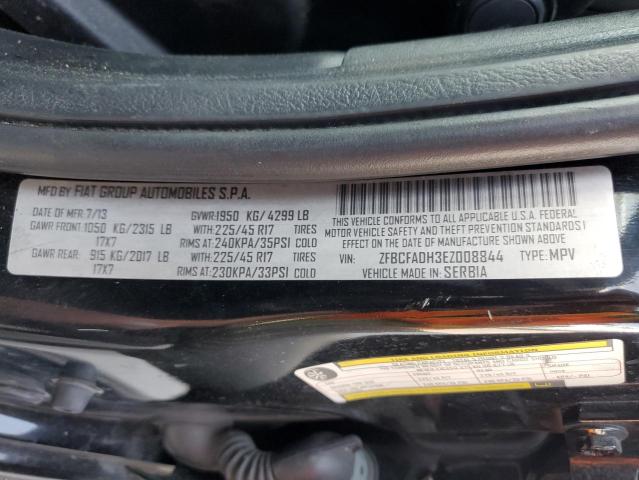 MFD BY FIAT GROUP AUTOMOBILES S.P.A.
DATE OF MFR 7/13 GVWR:1950 KG/4299 LB
GAWR FRONT:1050 KG/2315 LB WITH:225/45 R17 TIRES
17X7 RIMS AT:240KPA/35PSI COLD
GAWR REAR: 915 KG/2017 LB WITH:225/45 R17 TIRES
17X7 RIMS AT:230KPA/33PSI COLD
THIS VEHICLE CONFORMS TO ALL U.S.A. FEDERAL
MOTOR VEHICLE SAFETY AND THEFT PREVENTION STANDARDS I
N EFFECT ON THE DATE OF MANUFACTURE SHOWN ABOVE
VIN: ZFBCFADH3EZ008844 TYPE:MPV
VEHICLE MADE IN SERBIA
TIRE AND LOADING INFORMATION